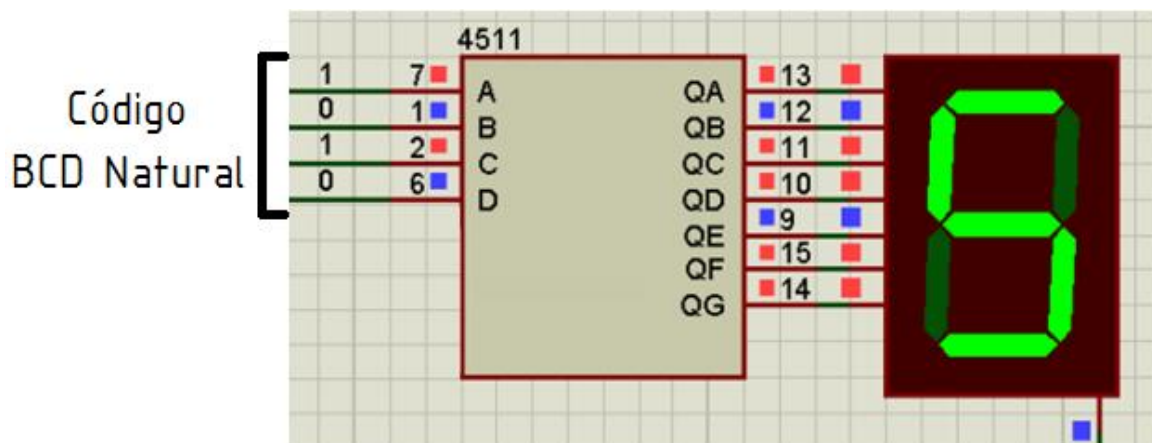 4511
Código
BCD Natural
1 7 A QA 13
0 1 B QB 12
1 2 C QC 11
0 6 D QD 10
QE 9
QF 15
QG 14
5